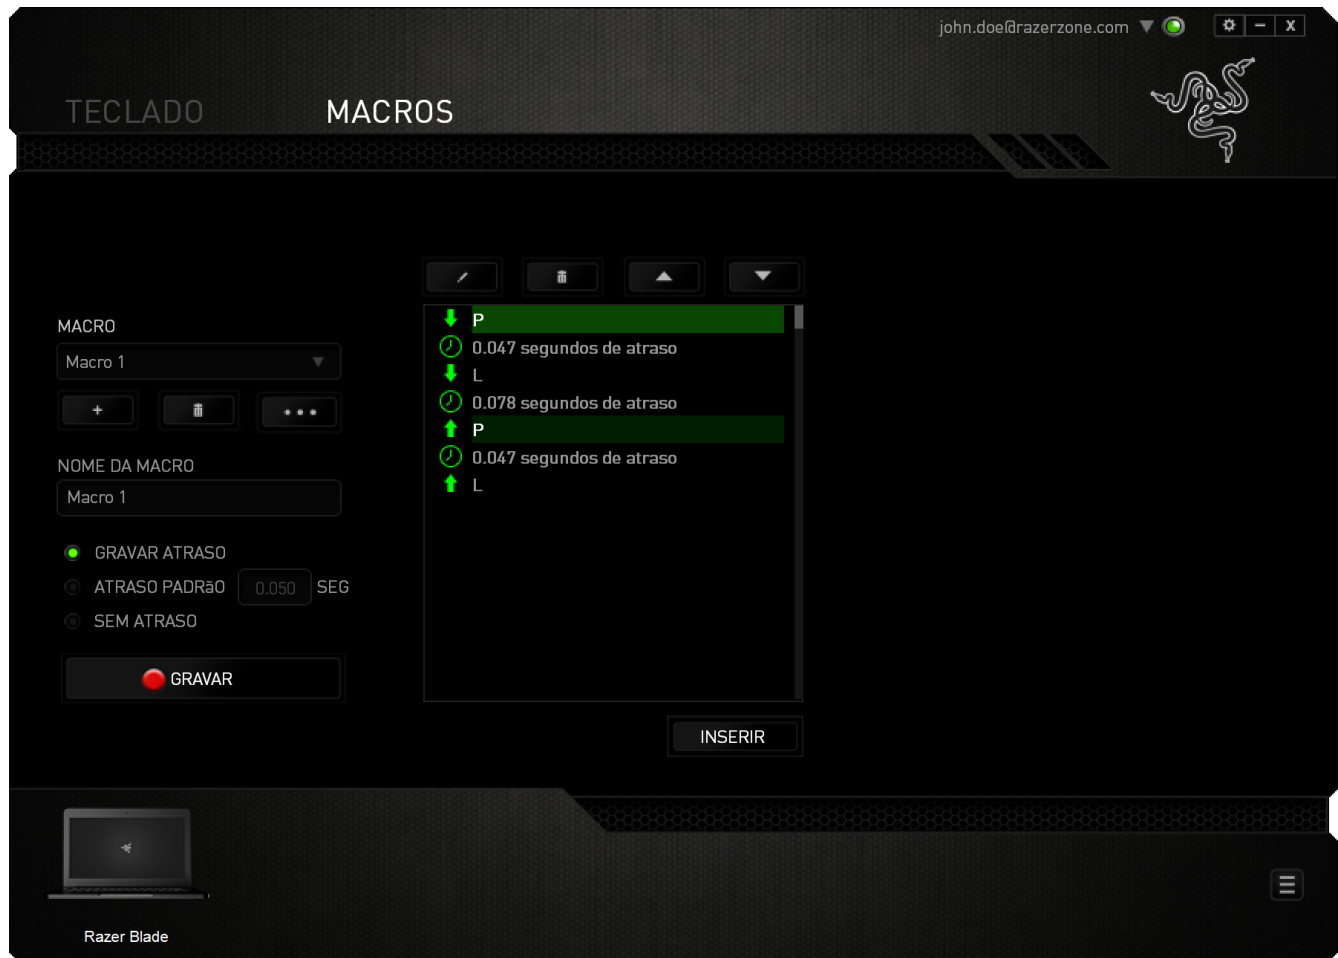 john.doe@razerzone.com
X
TECLADO
MACROS
MACRO
Macro 1
NOME DA MACRO
Macro 1
GRAVAR ATRASO
ATRASO PADRãO 0.050 SEG
SEM ATRASO
GRAVAR
P
0.047 segundos de atraso
L
0.078 segundos de atraso
P
0.047 segundos de atraso
L
INSERIR
Razer Blade